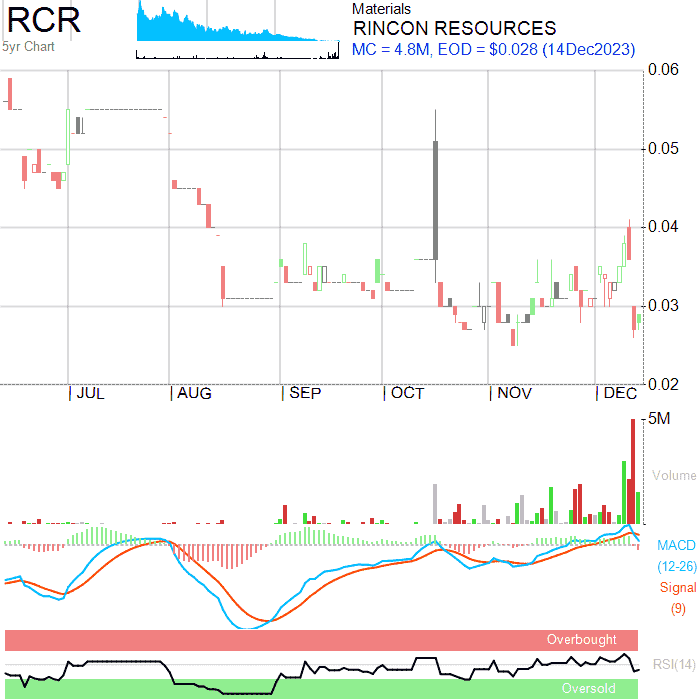 RCR
5yr Chart
Materials
RINCON RESOURCES
MC = 4.8M, EOD = $0.028 (14Dec2023)
0.06
0.05
0.04
0.03
0.02
JUL AUG SEP OCT NOV DEC
5M
Volume
MACD
(12-26)
Signal
(9)
Overbought
RSI(14)
Oversold